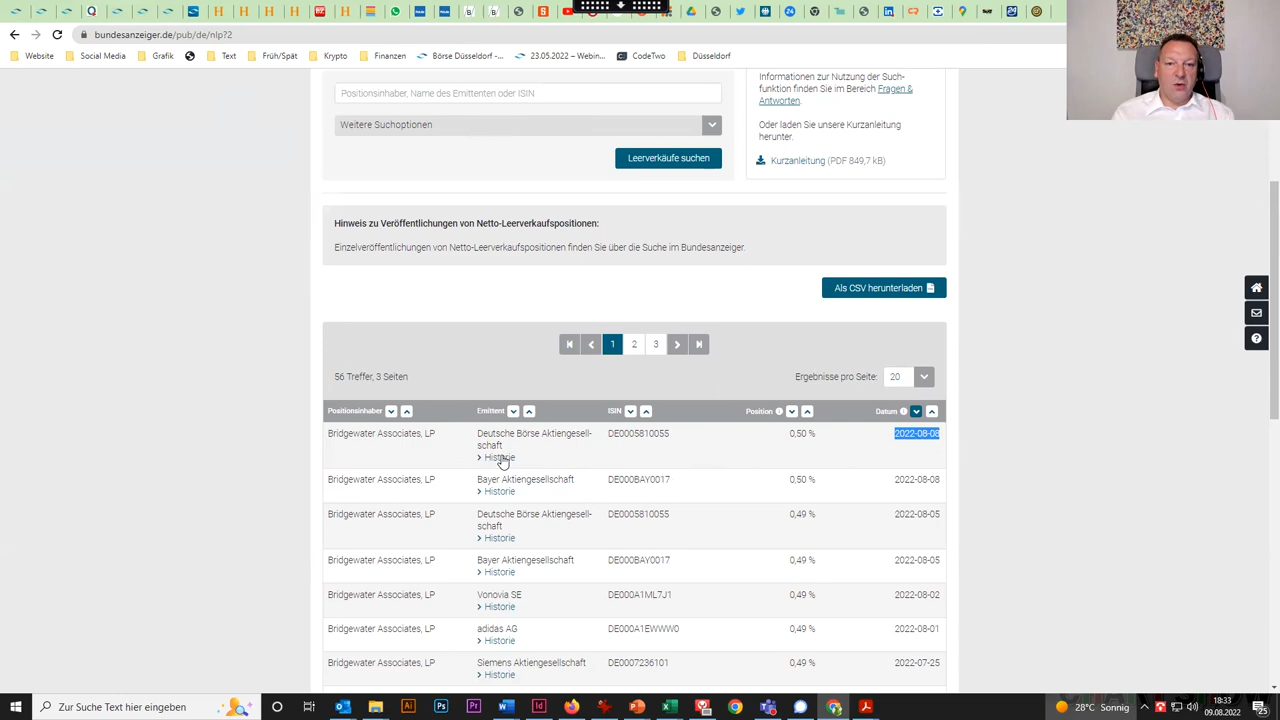 bundesanzeiger.de/pub/de/nlp?2
Website
Social Media
Grafik
Text
Früh/Spät
Krypto
Finanzen
Börse Düsseldorf -...
23.05.2022 – Webin...
CodeTwo
Düsseldorf
Positionsinhaber, Name des Emittenten oder ISIN
Weitere Suchoptionen
Leerverkäufe suchen
Informationen zur Nutzung der Such-
funktion finden Sie im Bereich Fragen &
Antworten.
Oder laden Sie unsere Kurzanleitung
herunter.
Kurzanleitung (PDF 849,7 kB)
Hinweis zu Veröffentlichungen von Netto-Leerverkaufspositionen:
Einzelveröffentlichungen von Netto-Leerverkaufspositionen finden Sie über die Suche im Bundesanzeiger.
Als CSV herunterladen
1 2 3
56 Treffer, 3 Seiten
Ergebnisse pro Seite: 20
Positionsinhaber Emittent ISIN Position Datum
Bridgewater Associates, LP Deutsche Börse Aktiengesell- DE0005810055 0,50 % 2022-08-08
schaft
Historie
Bridgewater Associates, LP Bayer Aktiengesellschaft DE000BAY0017 0,50 % 2022-08-08
Historie
Bridgewater Associates, LP Deutsche Börse Aktiengesell- DE0005810055 0,49 % 2022-08-05
schaft
Historie
Bridgewater Associates, LP Bayer Aktiengesellschaft DE000BAY0017 0,49 % 2022-08-05
Historie
Bridgewater Associates, LP Vonovia SE DE000A1ML7J1 0,49 % 2022-08-02
Historie
Bridgewater Associates, LP adidas AG DE000A1EWWW0 0,49 % 2022-08-01
Historie
Bridgewater Associates, LP Siemens Aktiengesellschaft DE0007236101 0,49 % 2022-07-25
Historie
Zur Suche Text hier eingeben
28°C Sonnig
18:33
09.08.2022